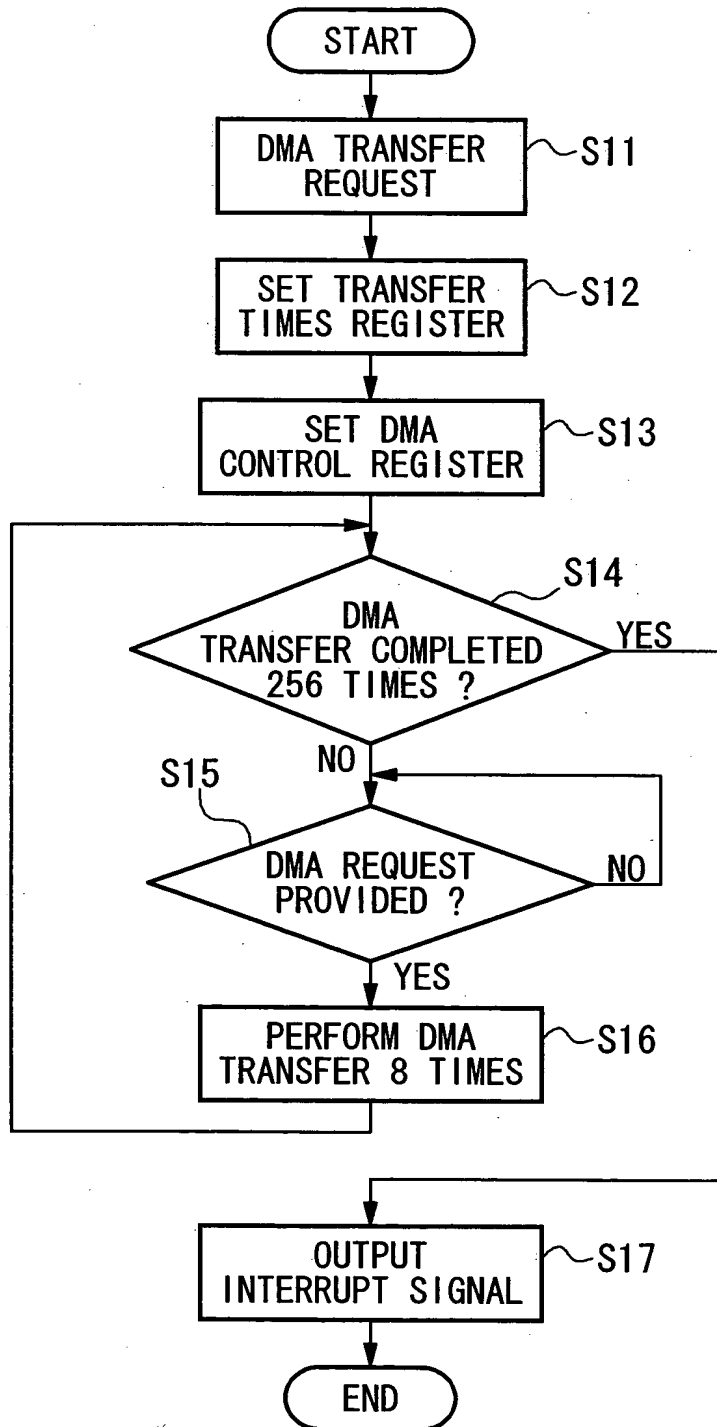 START
DMA TRANSFER
REQUEST
S11
SET TRANSFER
TIMES REGISTER
S12
SET DMA
CONTROL REGISTER
S13
S14
DMA
TRANSFER COMPLETED
256 TIMES ?
YES
NO
S15
DMA REQUEST
PROVIDED ?
NO
YES
PERFORM DMA
TRANSFER 8 TIMES
S16
OUTPUT
INTERRUPT SIGNAL
S17
END